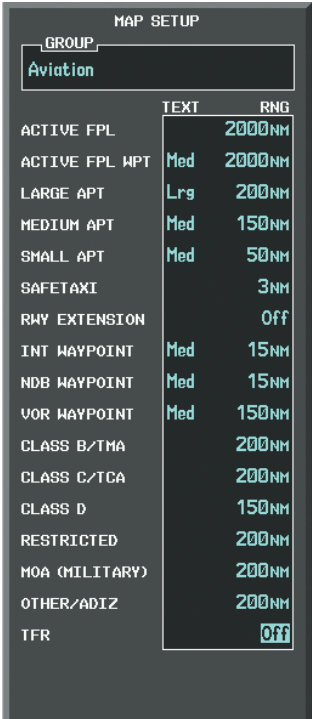 MAP SETUP
GROUP
Aviation
TEXT RNG
ACTIVE FPL 2000NM
ACTIVE FPL WPT Med 2000NM
LARGE APT Lrg 200NM
MEDIUM APT Med 150NM
SMALL APT Med 50NM
SAFETAXI 3NM
RWY EXTENSION Off
INT WAYPOINT Med 15NM
NDB WAYPOINT Med 15NM
VOR WAYPOINT Med 150NM
CLASS B/TMA 200NM
CLASS C/TCA 200NM
CLASS D 150NM
RESTRICTED 200NM
MOA (MILITARY) 200NM
OTHER/ADIZ 200NM
TFR Off